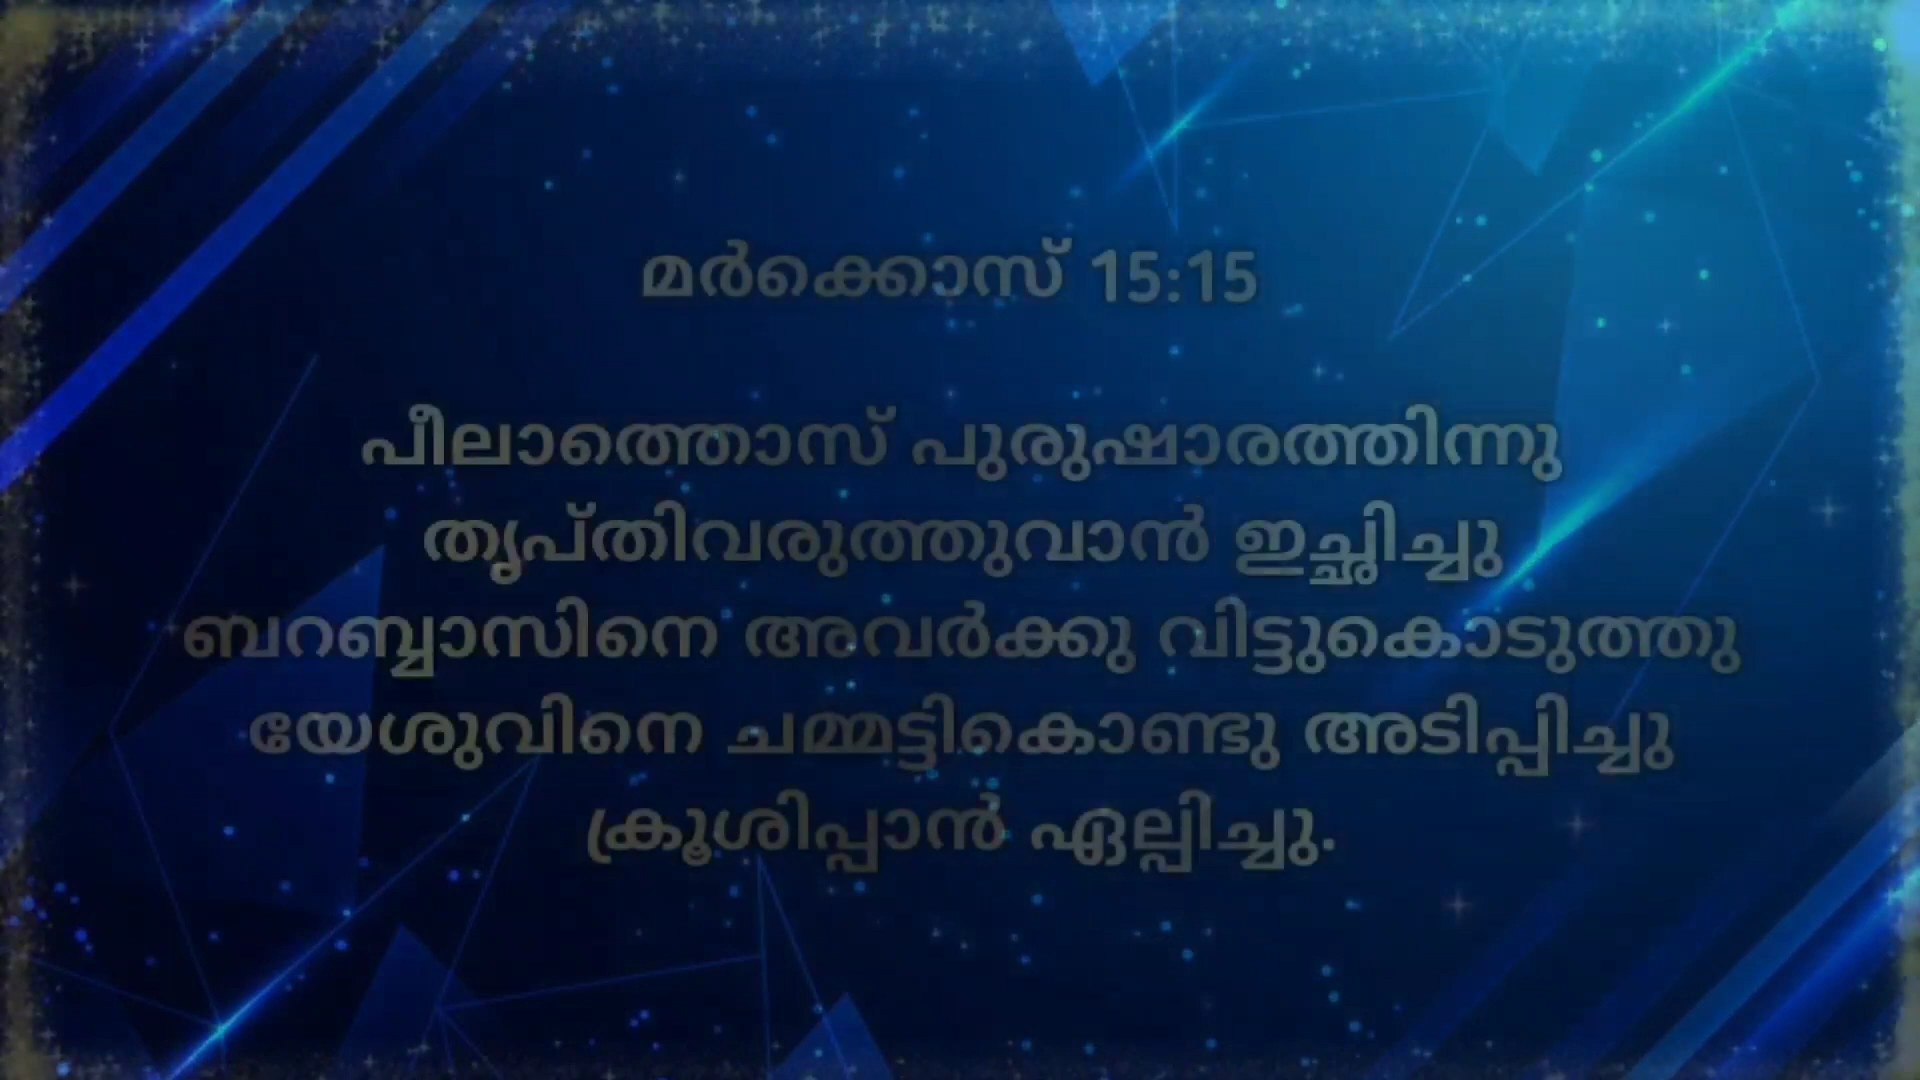 മർക്കൊസ് 15:15
പീലാത്തൊസ് പുരുഷാരത്തിന്നു
തൃപ്തിവരുത്തുവാൻ ഇച്ഛിച്ചു
ബറബ്ബാസിനെ അവർക്കു വിട്ടുകൊടുത്തു
യേശുവിനെ ചമ്മട്ടികൊണ്ടു അടിപ്പിച്ചു
ക്രൂശിപ്പാൻ ഏല്പിച്ചു.